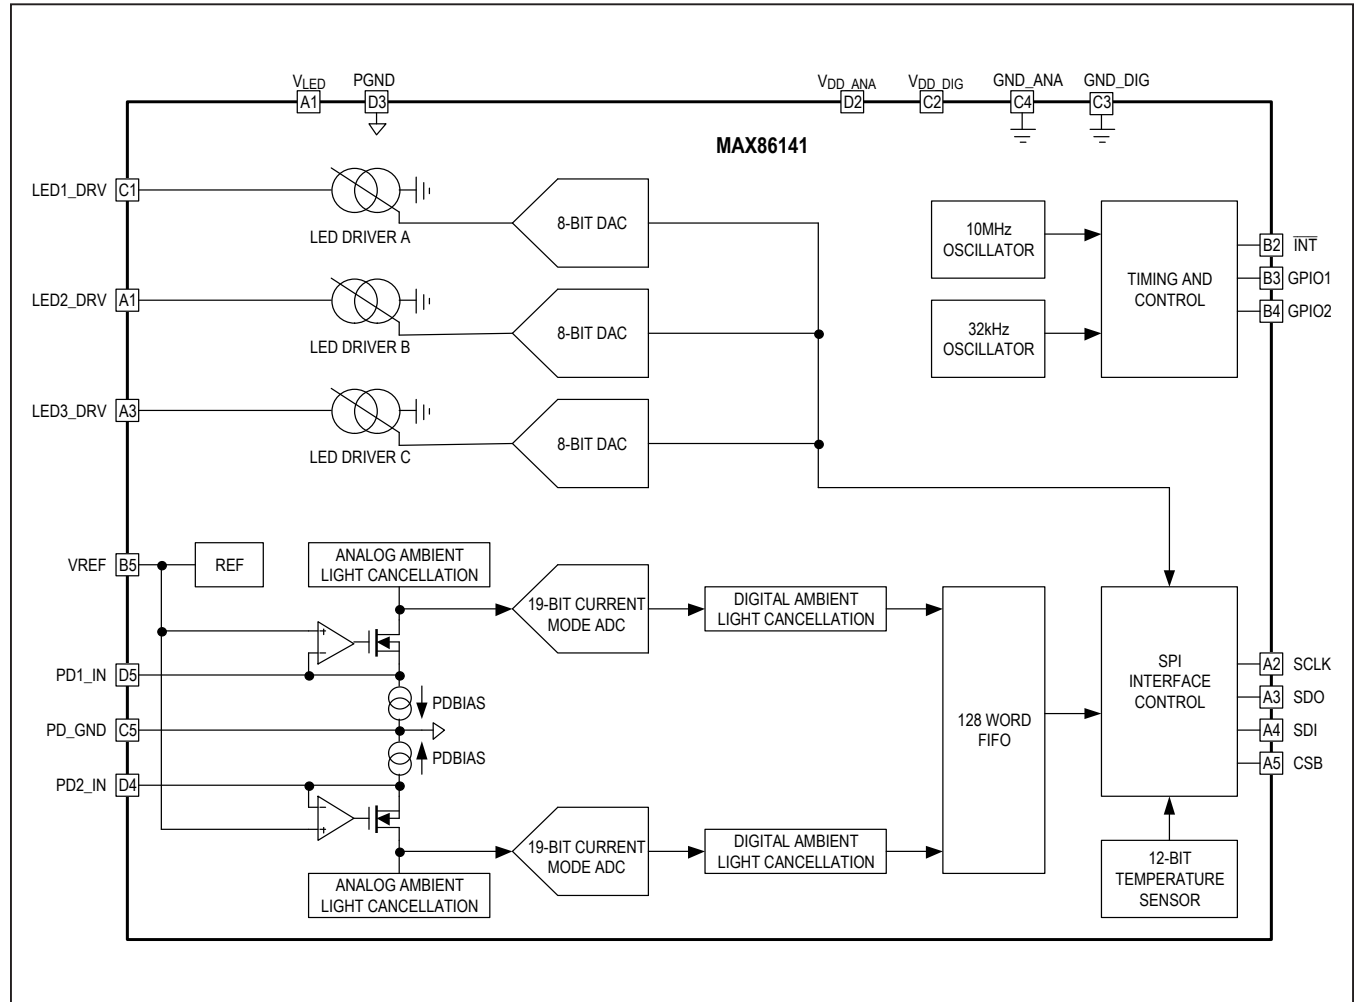 VLED PGND VDD_ANA VDD_DIG GND_ANA GND_DIG
A1 D3 D2 C2 C4 C3
MAX86141
LED1_DRV C1
LED DRIVER A
8-BIT DAC
LED2_DRV A1
LED DRIVER B
8-BIT DAC
LED3_DRV A3
LED DRIVER C
8-BIT DAC
10MHz
OSCILLATOR
32kHz
OSCILLATOR
TIMING AND
CONTROL
B2 INT
B3 GPIO1
B4 GPIO2
VREF B5
REF
ANALOG AMBIENT
LIGHT CANCELLATION
19-BIT CURRENT
MODE ADC
DIGITAL AMBIENT
LIGHT CANCELLATION
+
-
PD1_IN D5
PDBIAS
PD_GND C5
PDBIAS
PD2_IN D4
-
+
ANALOG AMBIENT
LIGHT CANCELLATION
19-BIT CURRENT
MODE ADC
DIGITAL AMBIENT
LIGHT CANCELLATION
128 WORD
FIFO
SPI
INTERFACE
CONTROL
A2 SCLK
A3 SDO
A4 SDI
A5 CSB
12-BIT
TEMPERATURE
SENSOR